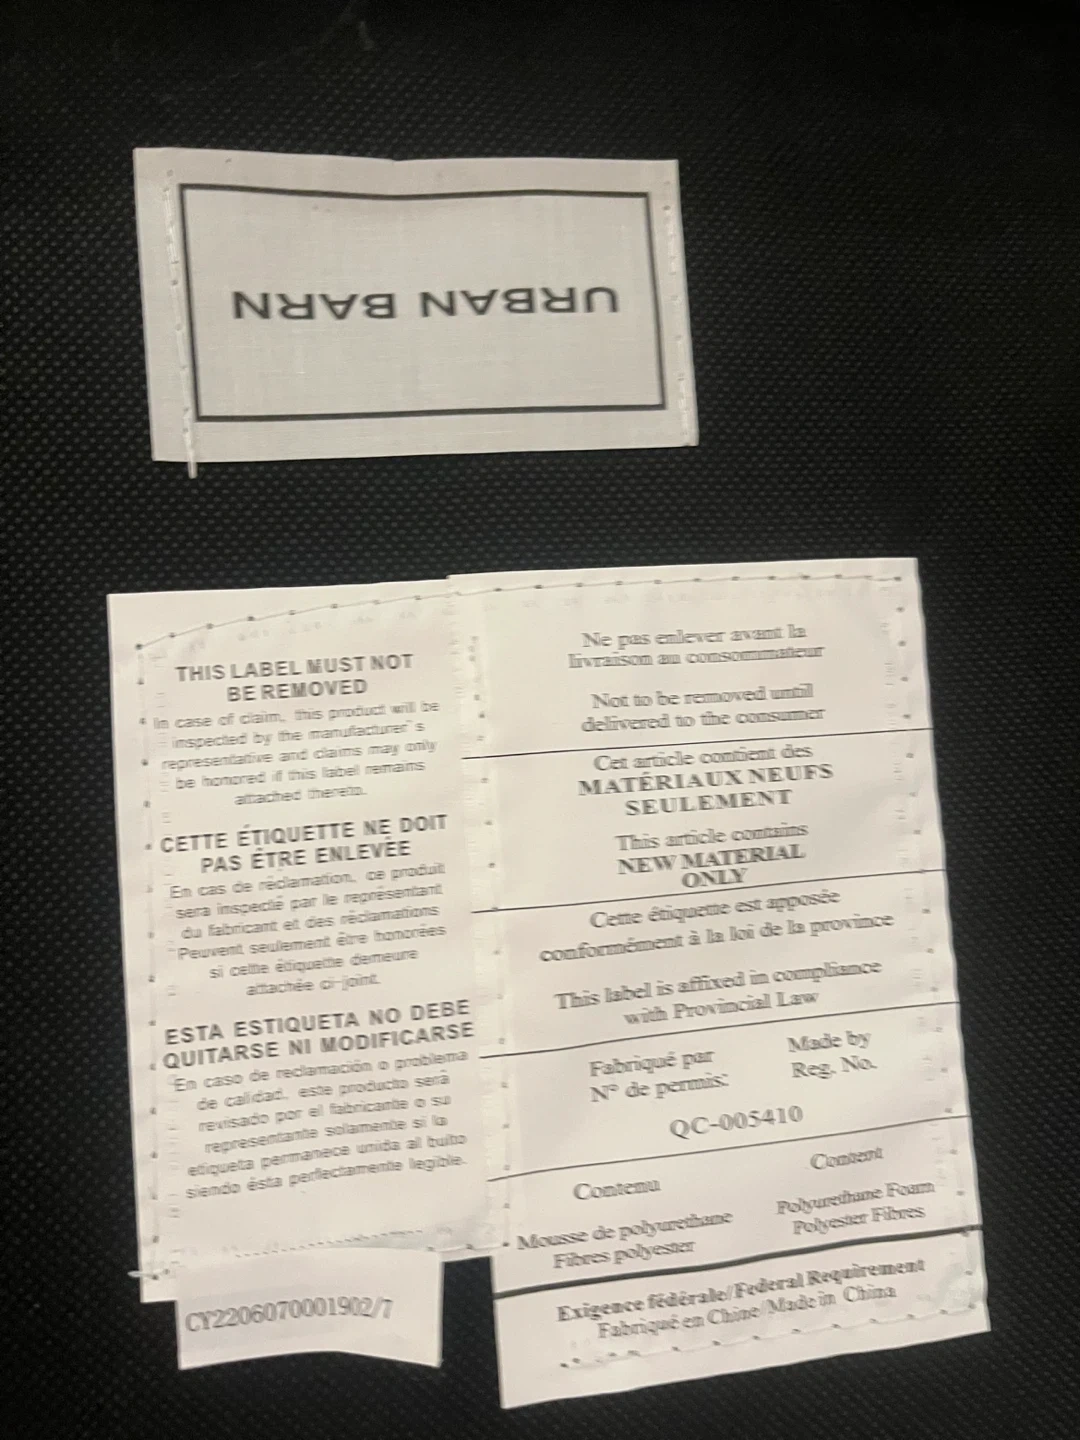 URBAN BARN
THIS LABEL MUST NOT
BE REMOVED
In case of claim, this product will be
inspected by the manufacturer's
representative and claims may only
be honored if this label remains
attached thereto.
CETTE ÉTIQUETTE NE DOIT
PAS ÊTRE ENLEVÉE
En cas de réclamation, ce produit
sera inspecté par le représentant
du fabricant et des réclamations
Peuvent seulement être honorées
si cette étiquette demeure
attachée ci-joint.
ESTA ESTIQUETA NO DEBE
QUITARSE NI MODIFICARSE
En caso de reclamación o problema
de calidad, este producto será
revisado por el fabricante o su
representante solamente si la
etiqueta permanece unida al bulto
siendo ésta perfectamente legible.
CY2206070001902/7
Ne pas enlever avant la
livraison au consommateur
Not to be removed until
delivered to the consumer
Cet article contient des
MATÉRIAUX NEUFS
SEULEMENT
This article contains
NEW MATERIAL
ONLY
Cette étiquette est apposée
conformément à la loi de la province
This label is affixed in compliance
with Provincial Law
Fabriqué par Made by
N° de permis: Reg. No.
QC-005410
Contenu Content
Mousse de polyuréthane Polyurethane Foam
Fibres polyester Polyester Fibres
Exigence fédérale/Federal Requirement
Fabriqué en Chine/Made in China